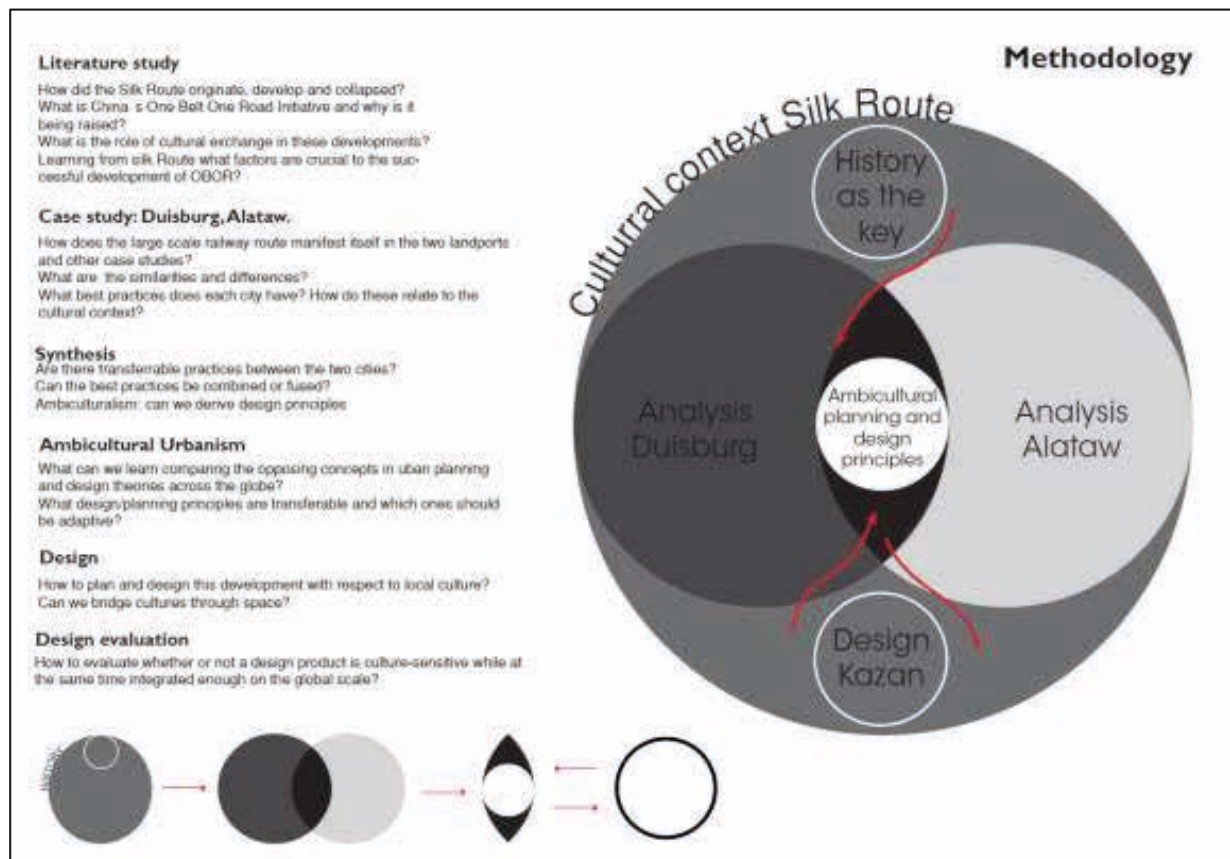 Methodology
Literature study
How did the Silk Route originate, develop and collapsed?
What is China s One Belt One Road Initiative and why is it
being raised?
What is the role of cultural exchange in these developments?
Learning from silk Route what factors are crucial to the suc-
cessful development of OBOR?
Case study: Duisburg, Alataw.
How does the large scale railway route manifest itself in the two landports
and other case studies?
What are the similarities and differences?
What best practices does each city have? How do these relate to the
cultural context?
Synthesis
Are there transferrable practices between the two cities?
Can the best practices be combined or fused?
Ambiculturalism: can we derive design principles
Ambicultural Urbanism
What can we learn comparing the opposing concepts in uban planning
and design theories across the globe?
What design/planning principles are transferable and which ones should
be adaptive?
Design
How to plan and design this development with respect to local culture?
Can we bridge cultures through space?
Design evaluation
How to evaluate whether or not a design product is culture-sensitive while at
the same time integrated enough on the global scale?
Culturral context Silk Route
History
as the
key
Analysis
Duisburg
Ambicultural
planning and
design
principles
Analysis
Alataw
Design
Kazan
HISTORY